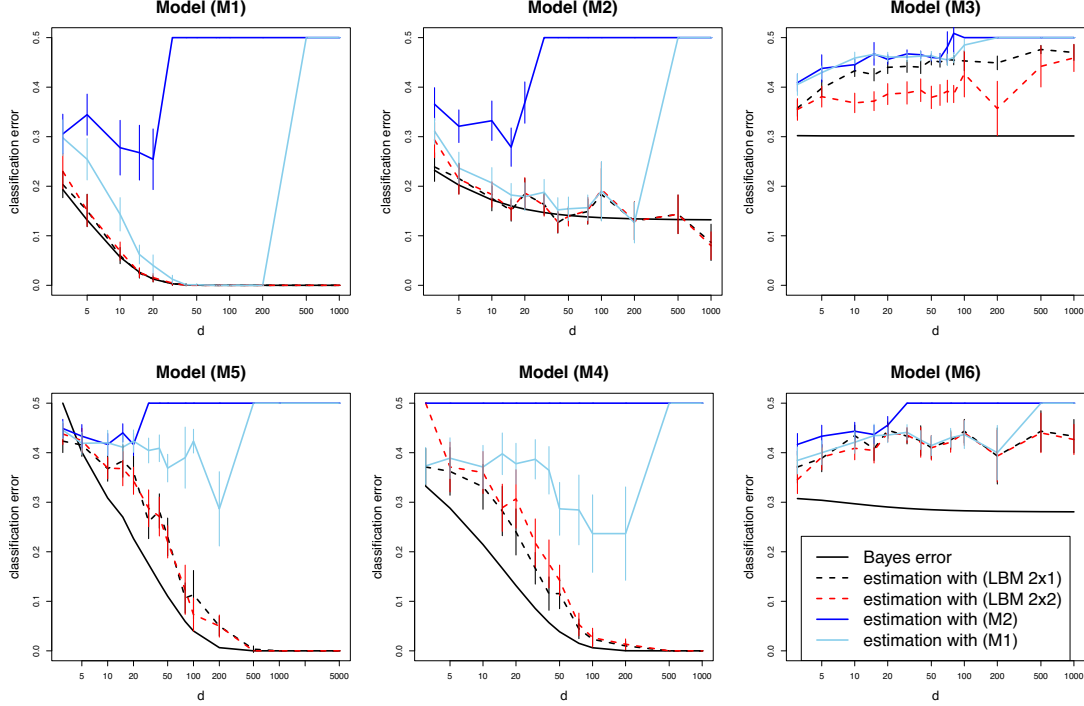 Model (M1)
Model (M2)
Model (M3)
classification error
0.0 0.1 0.2 0.3 0.4 0.5
5 10 20 50 100 200 500 1000
d
classification error
0.0 0.1 0.2 0.3 0.4 0.5
5 10 20 50 100 200 500 1000
d
classification error
0.0 0.1 0.2 0.3 0.4 0.5
5 10 20 50 100 200 500 1000
d
Model (M5)
Model (M4)
Model (M6)
classification error
0.0 0.1 0.2 0.3 0.4 0.5
5 10 20 50 100 200 500 1000 5000
d
classification error
0.0 0.1 0.2 0.3 0.4 0.5
5 10 20 50 100 200 500 1000
d
classification error
0.0 0.1 0.2 0.3 0.4 0.5
5 10 20 50 100 200 500 1000
d
Bayes error
estimation with (LBM 2x1)
estimation with (LBM 2x2)
estimation with (M2)
estimation with (M1)